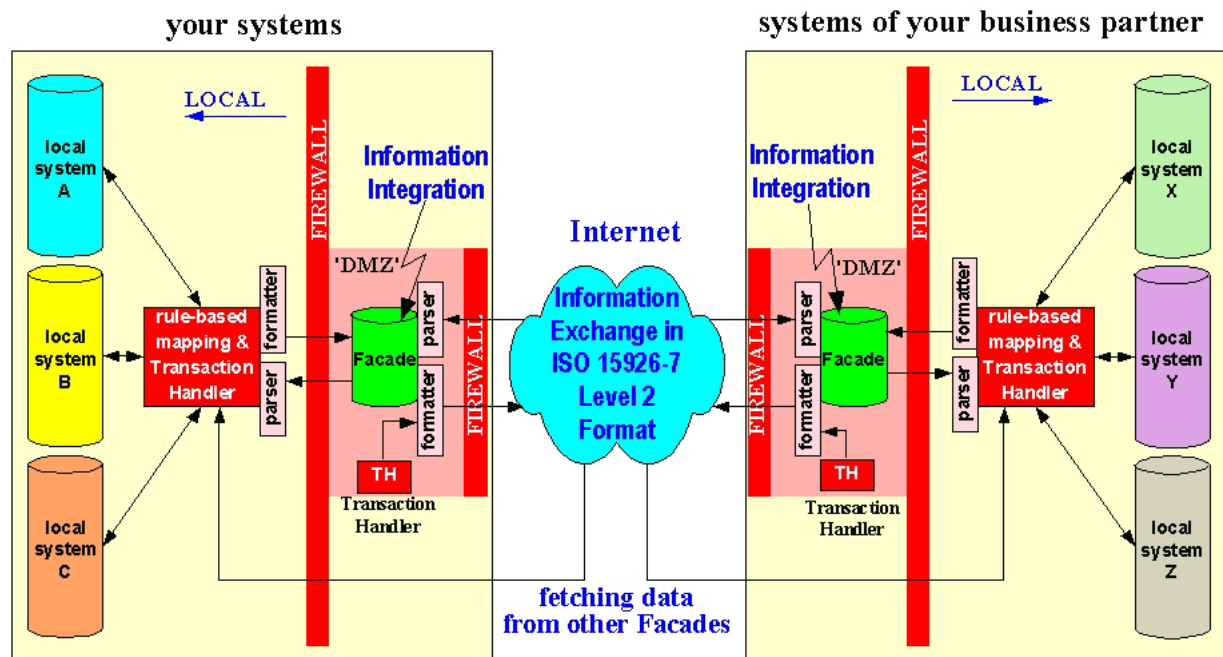 your systems
systems of your business partner
LOCAL
local
system
A
local
system
B
local
system
C
rule-based
mapping &
Transaction
Handler
formatter
parser
FIREWALL
Information
Integration
'DMZ'
Facade
parser
formatter
FIREWALL
TH
Transaction
Handler
Internet
Information
Exchange in
ISO 15926-7
Level 2
Format
fetching data
from other Facades
Information
Integration
FIREWALL
'DMZ'
parser
formatter
Facade
TH
Transaction
Handler
FIREWALL
LOCAL
formatter
parser
rule-based
mapping &
Transaction
Handler
local
system
X
local
system
Y
local
system
Z